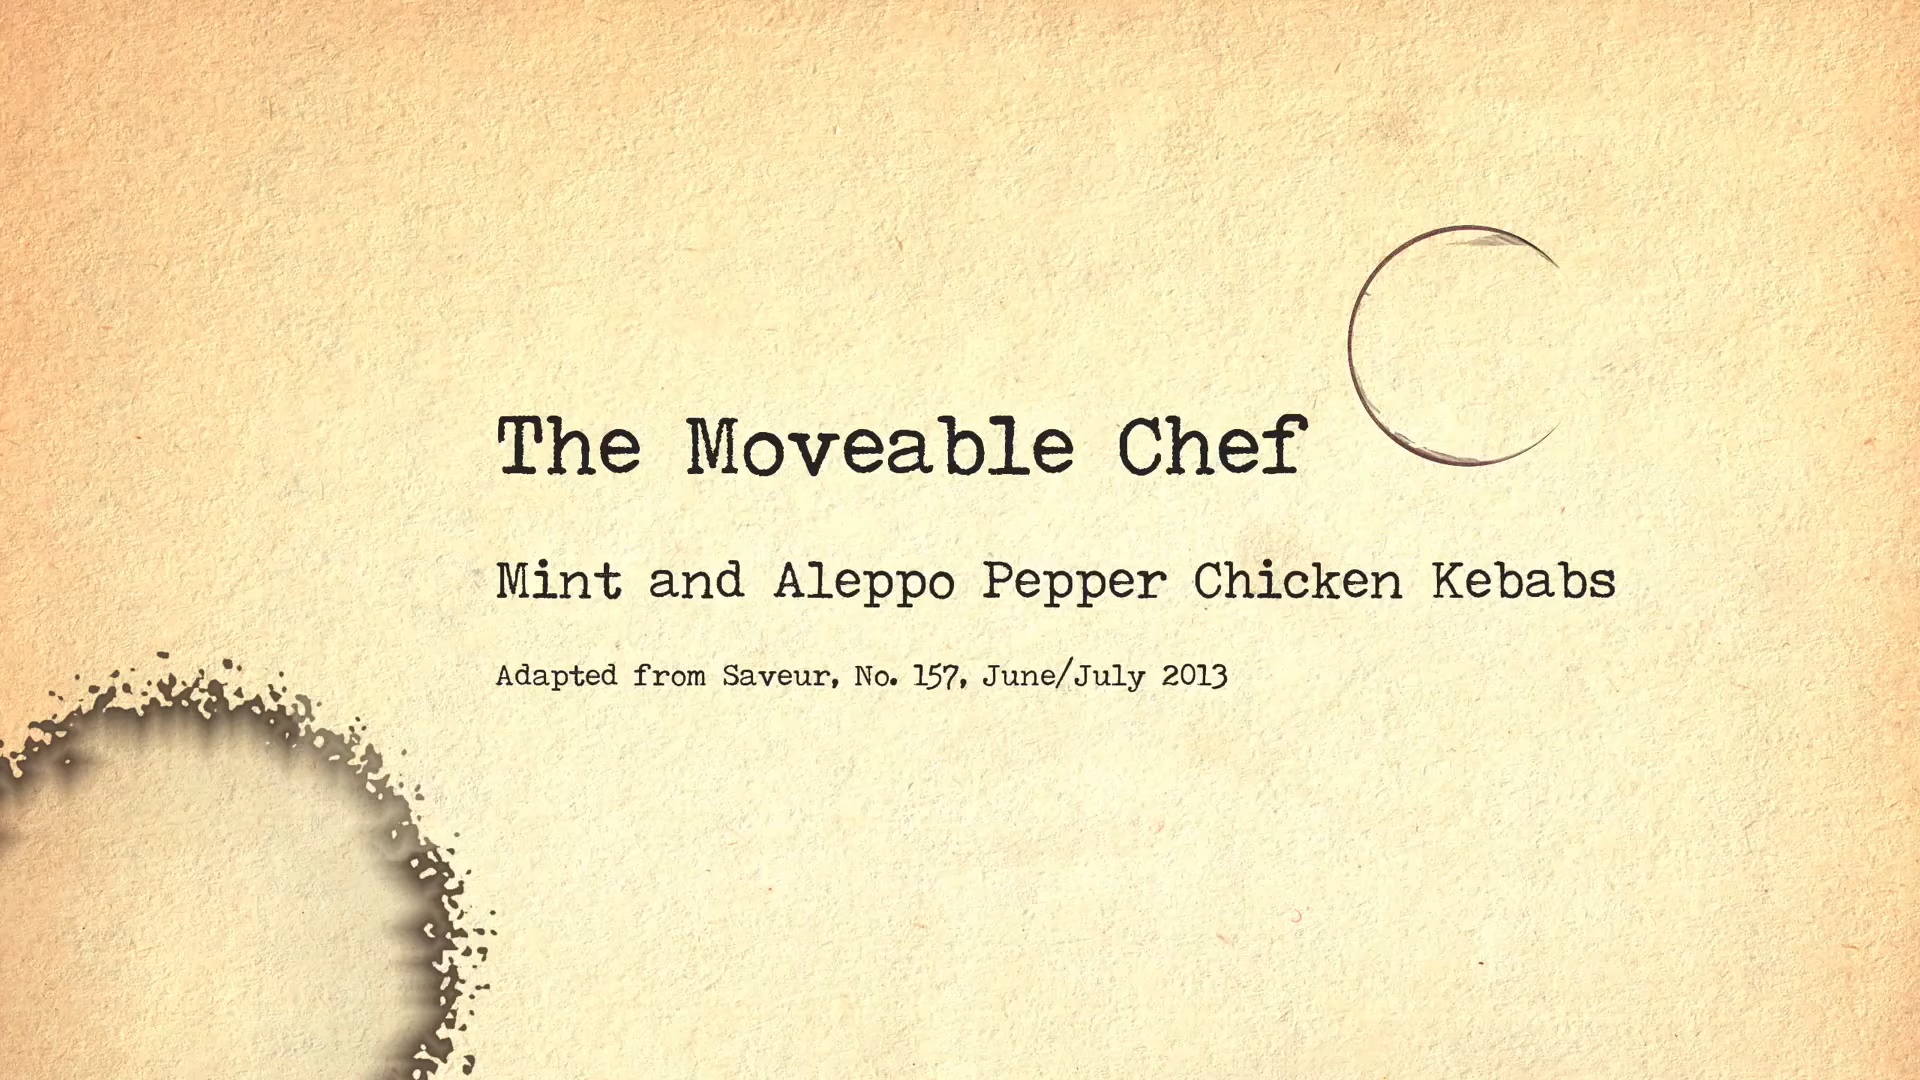 The Moveable Chef
Mint and Aleppo Pepper Chicken Kebabs
Adapted from Saveur, No. 157, June/July 2013